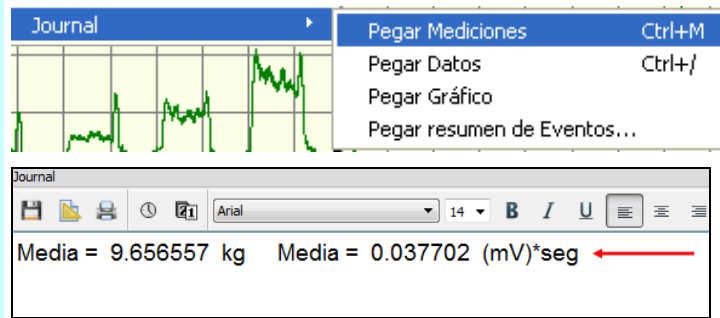 Journal
Pegar Mediciones Ctrl+M
Pegar Datos Ctrl+/
Pegar Gráfico
Pegar resumen de Eventos...
Journal
Arial 14 B I U
Media = 9.656557 kg Media = 0.037702 (mV)*seg